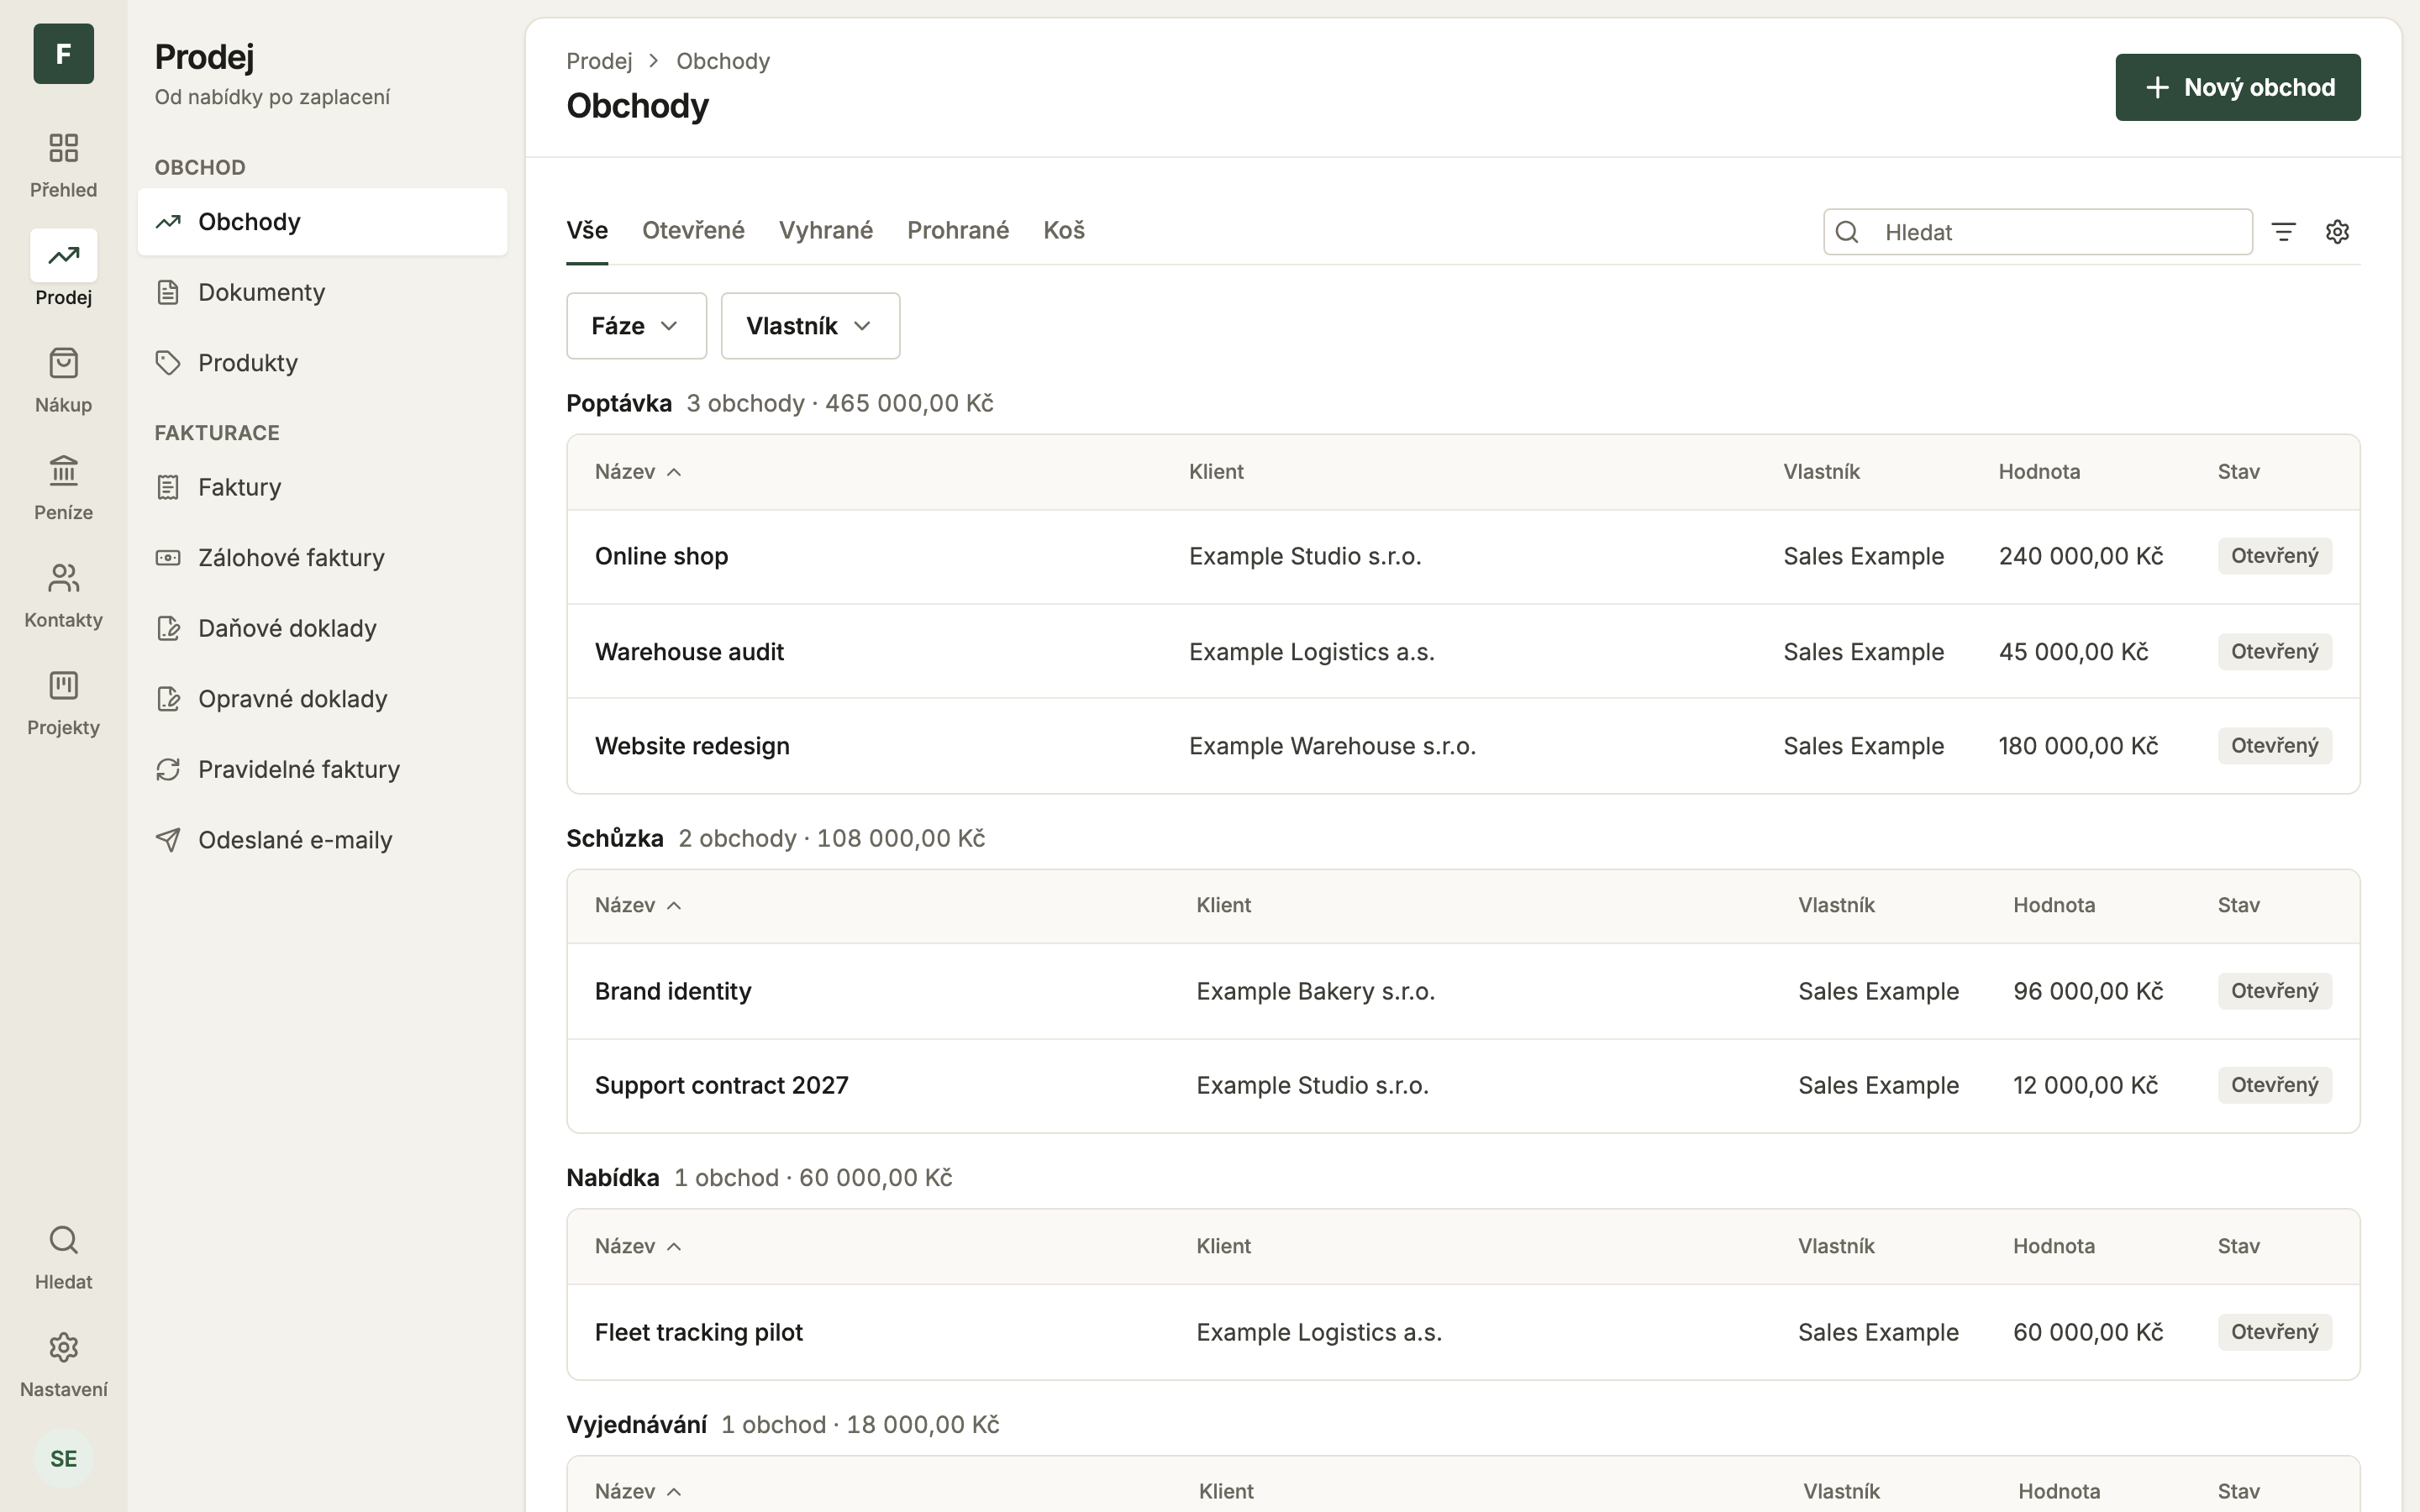 F
Přehled
Prodej
Nákup
Peníze
Kontakty
Projekty
Hledat
Nastavení
SE
Prodej
Od nabídky po zaplacení
OBCHOD
Obchody
Dokumenty
Produkty
FAKTURACE
Faktury
Zálohové faktury
Daňové doklady
Opravné doklady
Pravidelné faktury
Odeslané e-maily
Prodej > Obchody
Obchody
+ Nový obchod
Vše Otevřené Vyhrané Prohrané Koš
Hledat
Fáze Vlastník
Poptávka 3 obchody · 465 000,00 Kč
Název Klient Vlastník Hodnota Stav
Online shop Example Studio s.r.o. Sales Example 240 000,00 Kč Otevřený
Warehouse audit Example Logistics a.s. Sales Example 45 000,00 Kč Otevřený
Website redesign Example Warehouse s.r.o. Sales Example 180 000,00 Kč Otevřený
Schůzka 2 obchody · 108 000,00 Kč
Název Klient Vlastník Hodnota Stav
Brand identity Example Bakery s.r.o. Sales Example 96 000,00 Kč Otevřený
Support contract 2027 Example Studio s.r.o. Sales Example 12 000,00 Kč Otevřený
Nabídka 1 obchod · 60 000,00 Kč
Název Klient Vlastník Hodnota Stav
Fleet tracking pilot Example Logistics a.s. Sales Example 60 000,00 Kč Otevřený
Vyjednávání 1 obchod · 18 000,00 Kč
Název Klient Vlastník Hodnota Stav